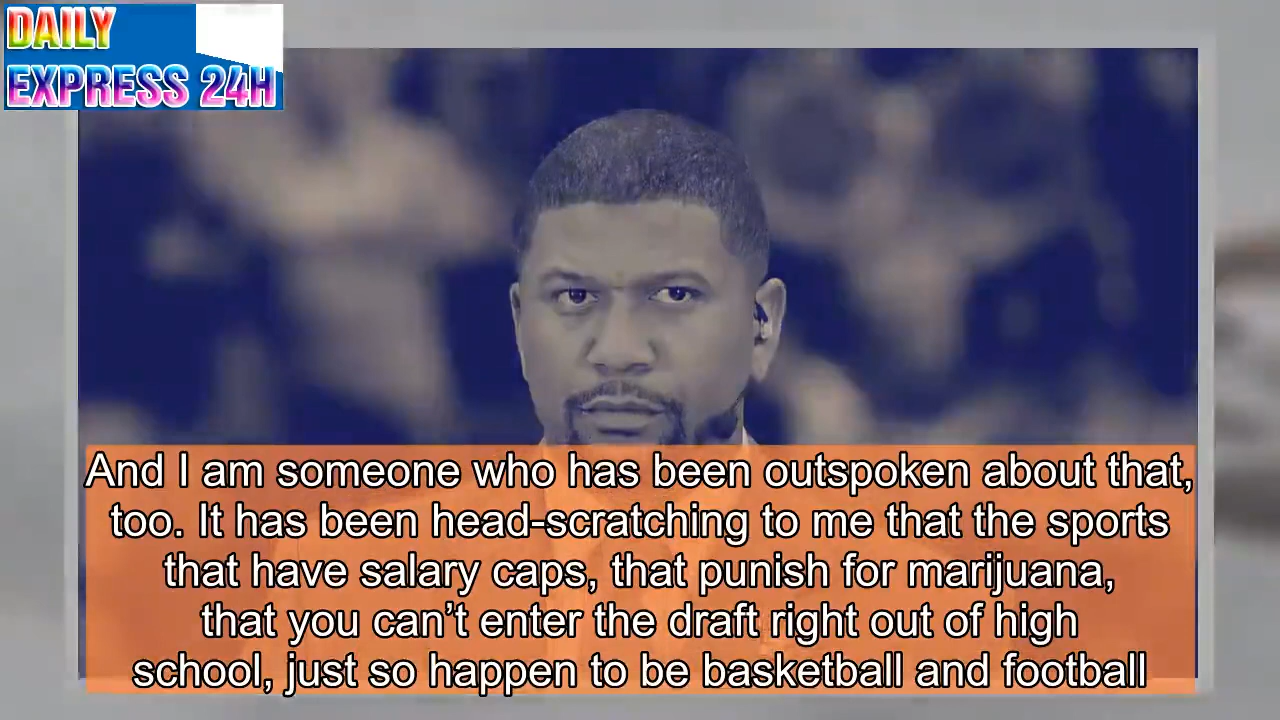 DAILY
EXPRESS 24H
And I am someone who has been outspoken about that,
too. It has been head-scratching to me that the sports
that have salary caps, that punish for marijuana,
that you can’t enter the draft right out of high
school, just so happen to be basketball and football